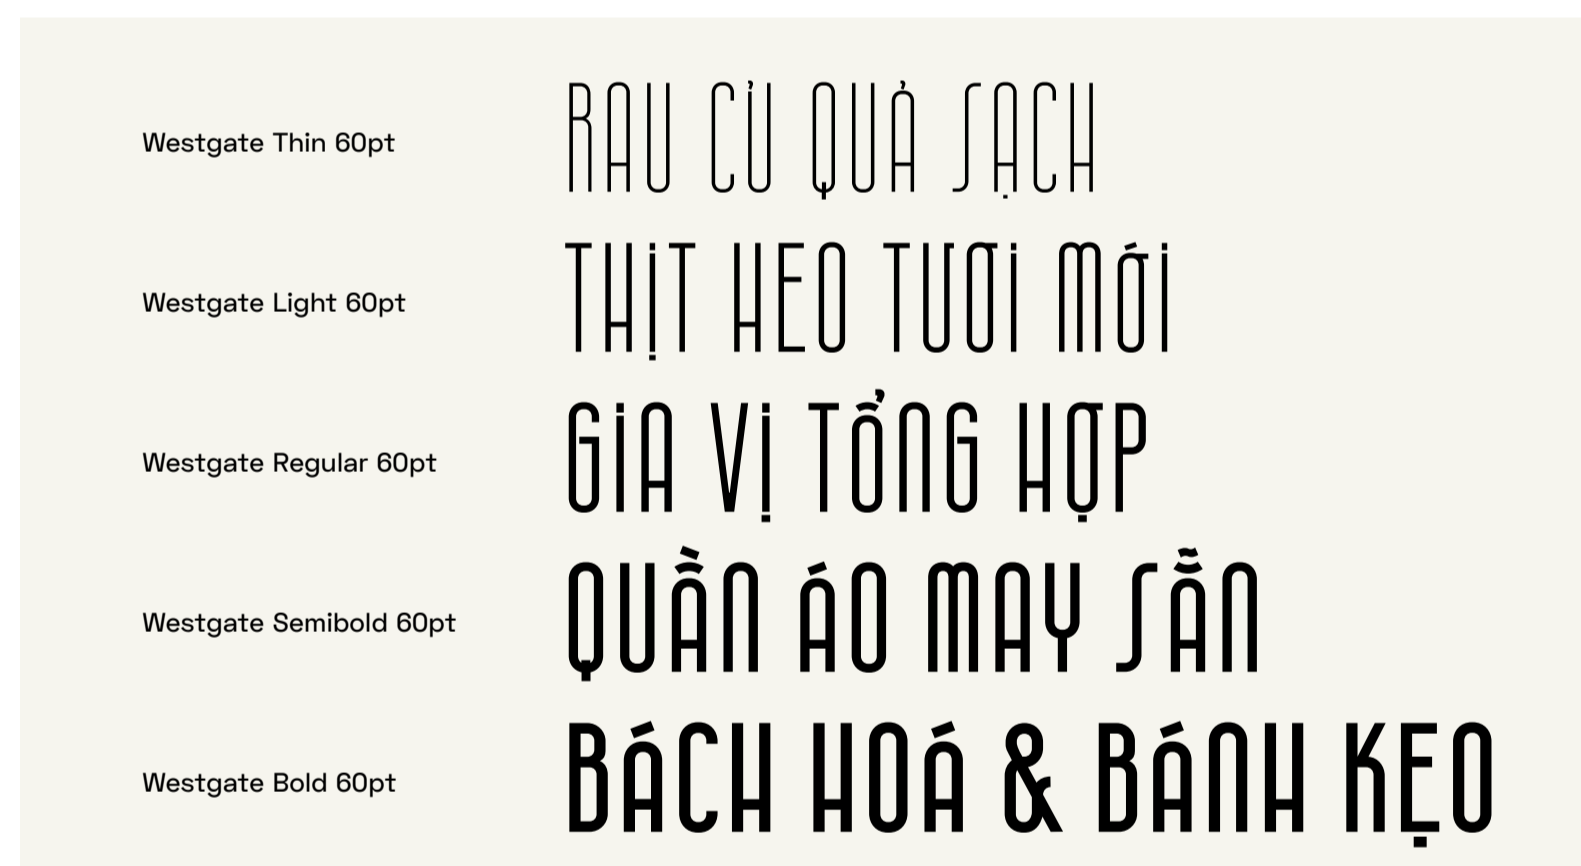 Westgate Thin 60pt RAU CỦ QUẢ SẠCH
Westgate Light 60pt THỊT HEO TƯƠI MỚI
Westgate Regular 60pt GIA VỊ TỔNG HỢP
Westgate Semibold 60pt QUẦN ÁO MAY SẴN
Westgate Bold 60pt BÁCH HOÁ & BÁNH KẸO